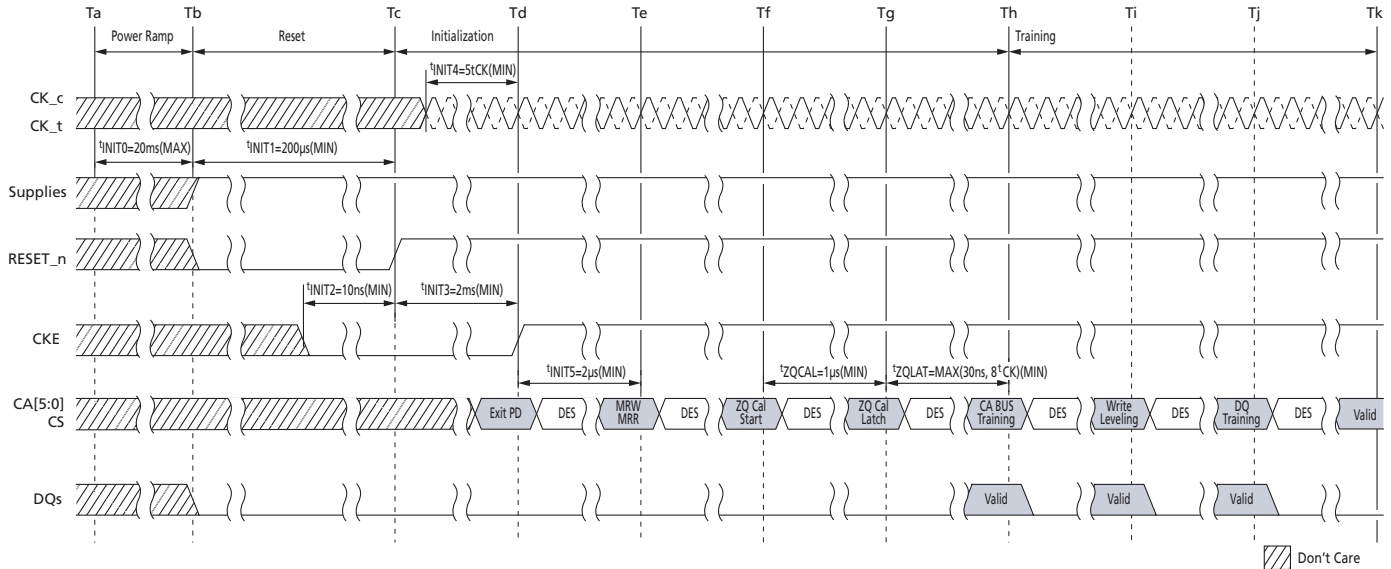 Ta Tb Tc Td Te Tf Tg Th Ti Tj Tk
Power Ramp Reset Initialization Training
tINIT4=5tCK(MIN)
CK_c
CK_t
tINIT0=20ms(MAX) tINIT1=200µs(MIN)
Supplies
RESET_n
tINIT2=10ns(MIN) tINIT3=2ms(MIN)
CKE
tINIT5=2µs(MIN) tZQCAL=1µs(MIN) tZQLAT=MAX(30ns, 8tCK)(MIN)
CA[5:0]
CS
Exit PD DES MRW MRR DES ZQ Cal Start DES ZQ Cal Latch DES CA BUS Training DES Write Leveling DES DQ Training DES Valid
DQs Valid Valid Valid
Don't Care